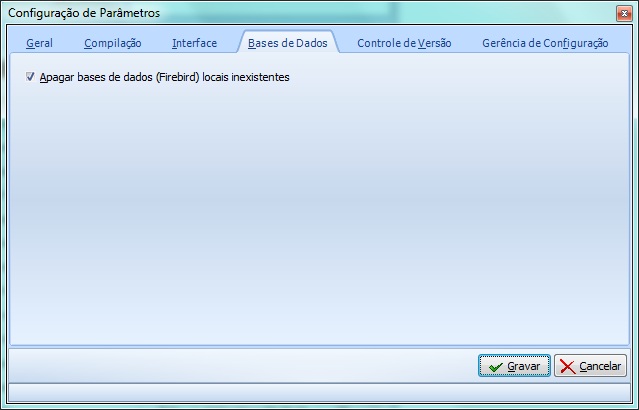 Configuração de Parâmetros
Geral Compilação Interface Bases de Dados Controle de Versão Gerência de Configuração
Apagar bases de dados (Firebird) locais inexistentes
Gravar Cancelar